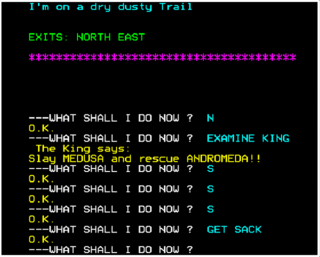 I'm on a dry dusty Trail
EXITS: NORTH EAST
****************************************
---WHAT SHALL I DO NOW ? N
O.K.
---WHAT SHALL I DO NOW ? EXAMINE KING
The King says:
Slay MEDUSA and rescue ANDROMEDA!!
---WHAT SHALL I DO NOW ? S
O.K.
---WHAT SHALL I DO NOW ? S
O.K.
---WHAT SHALL I DO NOW ? S
O.K.
---WHAT SHALL I DO NOW ? GET SACK
O.K.
---WHAT SHALL I DO NOW ?